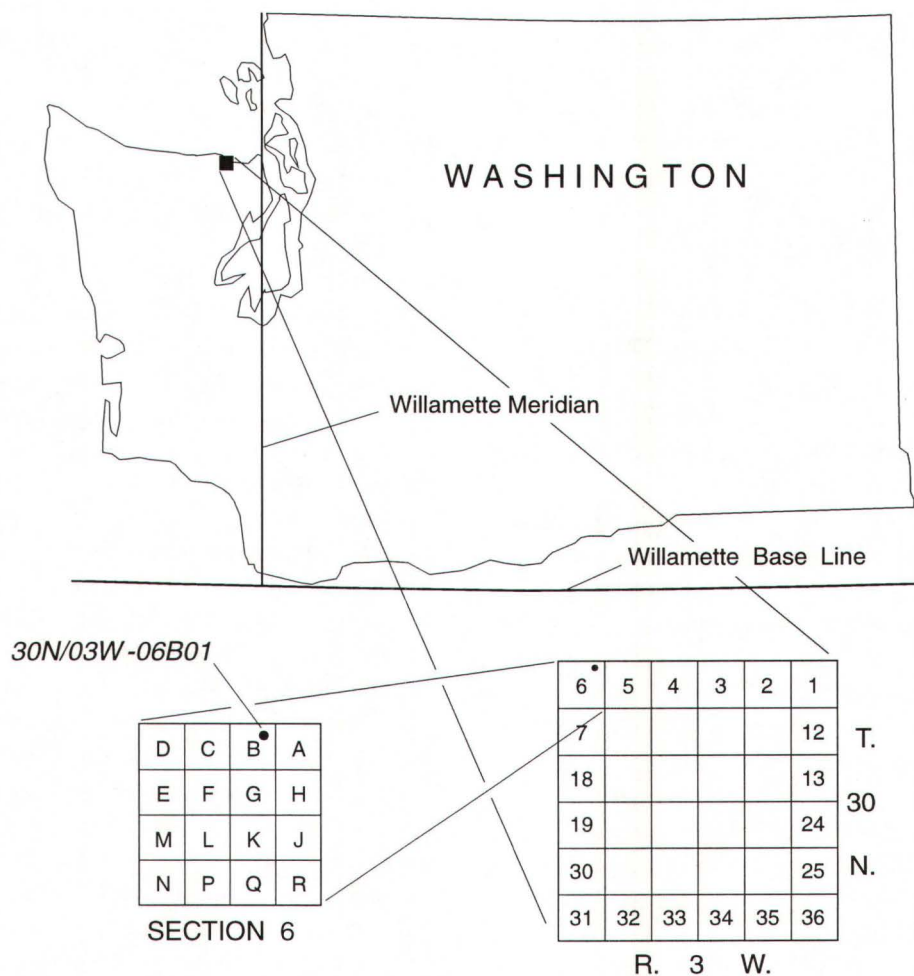 WASHINGTON
Willamette Meridian
Willamette Base Line
30N/03W-06B01
D C B A
E F G H
M L K J
N P Q R
SECTION 6
6 5 4 3 2 1
7 12
18 13
19 24
30 25
31 32 33 34 35 36
T.
30
N.
R. 3 W.